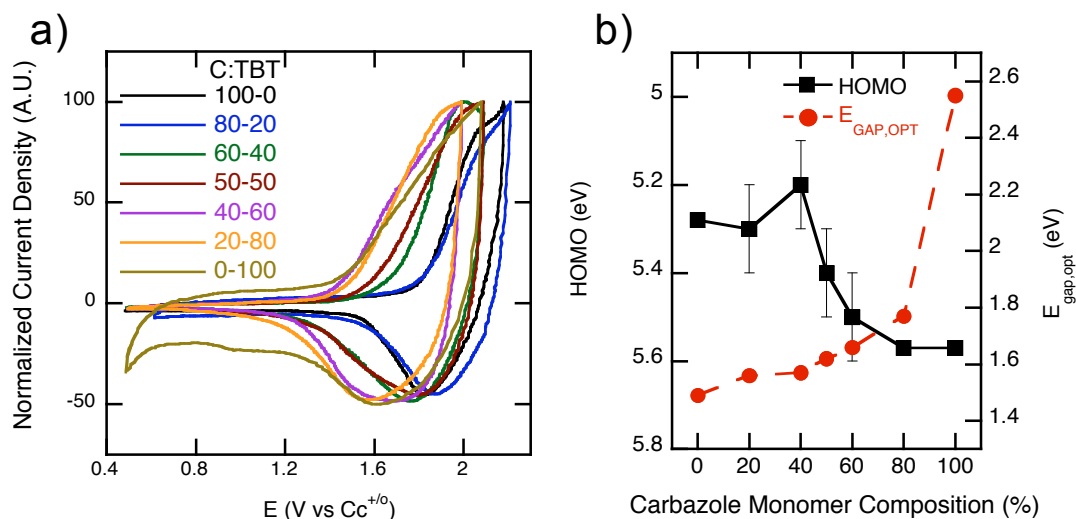 a)
Normalized Current Density (A.U.)
100
50
0
-50
0.4 0.8 1.2 1.6 2
E (V vs Cc+/o)
C:TBT
100-0
80-20
60-40
50-50
40-60
20-80
0-100
b)
HOMO (eV)
5
5.2
5.4
5.6
5.8
HOMO
E GAP,OPT
2.6
2.4
2.2
2
1.8
1.6
1.4
E gap,opt (eV)
0 20 40 60 80 100
Carbazole Monomer Composition (%)